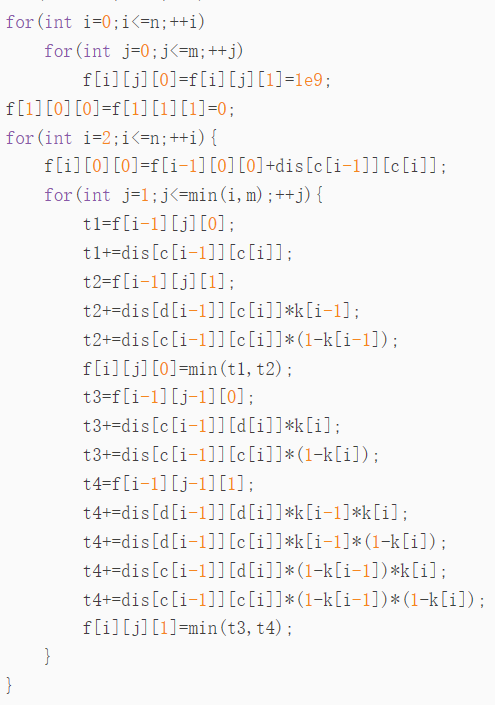 for(int i=0;i<=n;++i)
    for(int j=0;j<=m;++j)
        f[i][j][0]=f[i][j][1]=1e9;
f[1][0][0]=f[1][1][1]=0;
for(int i=2;i<=n;++i){
    f[i][0][0]=f[i-1][0][0]+dis[c[i-1]][c[i]];
    for(int j=1;j<=min(i,m);++j){
        t1=f[i-1][j][0];
        t1+=dis[c[i-1]][c[i]];
        t2=f[i-1][j][1];
        t2+=dis[d[i-1]][c[i]]*k[i-1];
        t2+=dis[c[i-1]][c[i]]*(1-k[i-1]);
        f[i][j][0]=min(t1,t2);
        t3=f[i-1][j-1][0];
        t3+=dis[c[i-1]][d[i]]*k[i];
        t3+=dis[c[i-1]][c[i]]*(1-k[i]);
        t4=f[i-1][j-1][1];
        t4+=dis[d[i-1]][d[i]]*k[i-1]*k[i];
        t4+=dis[d[i-1]][c[i]]*k[i-1]*(1-k[i]);
        t4+=dis[c[i-1]][d[i]]*(1-k[i-1])*k[i];
        t4+=dis[c[i-1]][c[i]]*(1-k[i-1])*(1-k[i]);
        f[i][j][1]=min(t3,t4);
    }
}